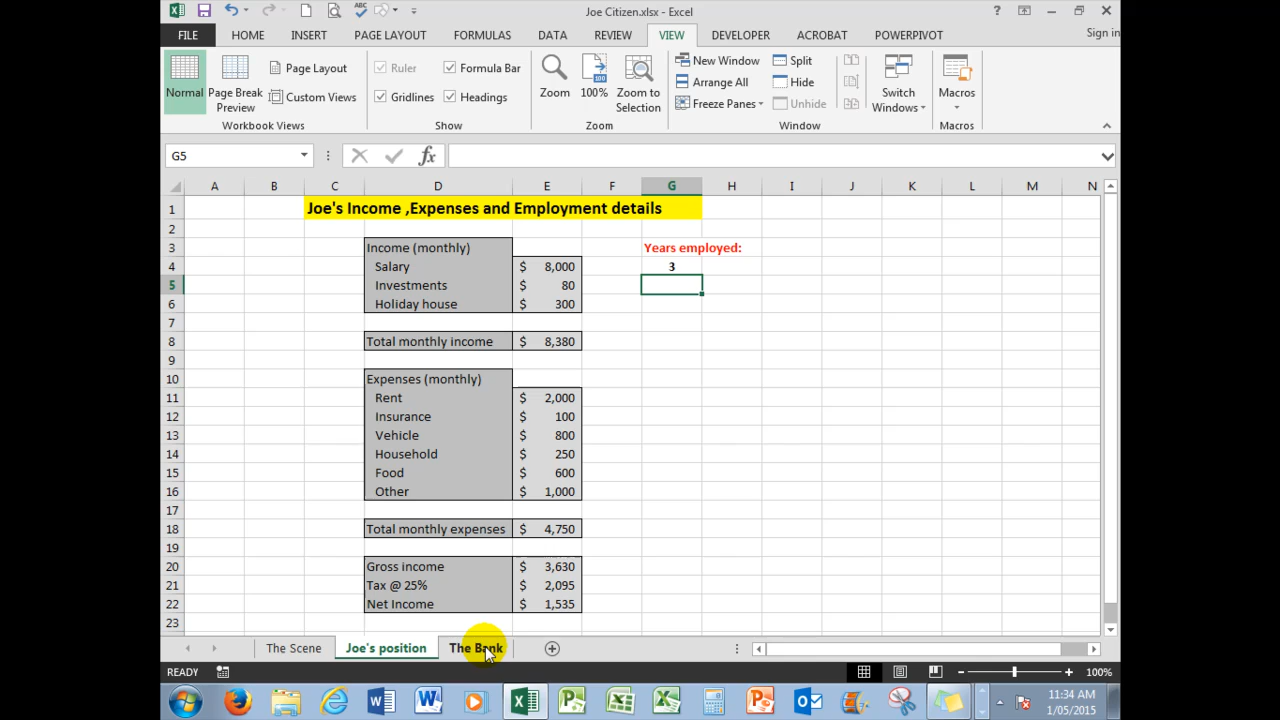 Joe Citizen.xlsx - Excel
?
FILE HOME INSERT PAGE LAYOUT FORMULAS DATA REVIEW VIEW DEVELOPER ACROBAT POWERPIVOT Sign in
Normal
Page Break Preview
Page Layout
Custom Views
Workbook Views
Ruler
Formula Bar
Gridlines
Headings
Show
Zoom
100%
Zoom to Selection
Zoom
New Window
Arrange All
Freeze Panes
Split
Hide
Unhide
Switch Windows
Window
Macros
Macros
G5
fx
A B C D E F G H I J K L M N
1 Joe's Income ,Expenses and Employment details
2
3 Income (monthly) Years employed:
4 Salary $ 8,000 3
5 Investments $ 80
6 Holiday house $ 300
7
8 Total monthly income $ 8,380
9
10 Expenses (monthly)
11 Rent $ 2,000
12 Insurance $ 100
13 Vehicle $ 800
14 Household $ 250
15 Food $ 600
16 Other $ 1,000
17
18 Total monthly expenses $ 4,750
19
20 Gross income $ 3,630
21 Tax @ 25% $ 2,095
22 Net Income $ 1,535
23
The Scene Joe's position The Bank
READY 100%
11:34 AM
1/05/2015